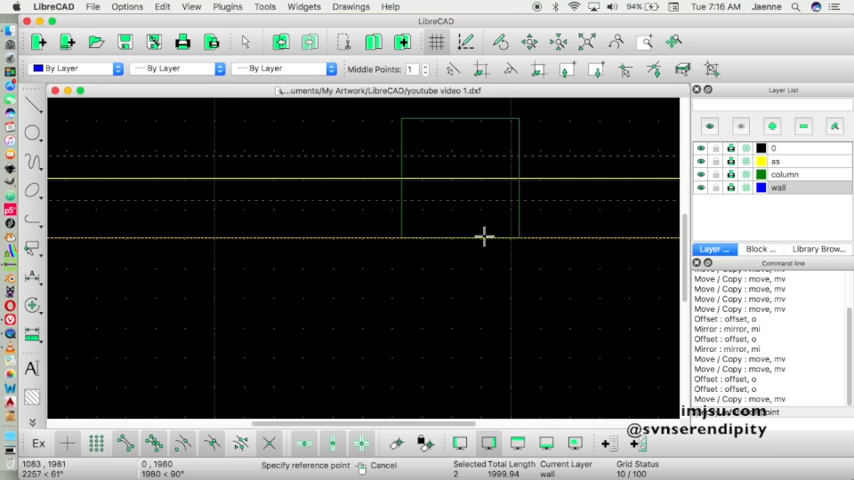 LibreCAD File Options Edit View Plugins Tools Widgets Drawings Help 94% Tue 7:16 AM Jaenne
LibreCAD
By Layer By Layer By Layer Middle Points: 1
...uments/My Artwork/LibreCAD/youtube video 1.dxf
Layer List
0
as
column
wall
Layer ... Block ... Library Brow...
Command line
Move / Copy : move, mv
Move / Copy : move, mv
Move / Copy : move, mv
Move / Copy : move, mv
Offset : offset, o
Mirror : mirror, mi
Offset : offset, o
Mirror : mirror, mi
Move / Copy : move, mv
Move / Copy : move, mv
Offset : offset, o
Offset : offset, o
Move / Copy : move, mv
imjsu.com
@svnserendipity
Ex
1083 , 1981 0 , 1980 Specify reference point Cancel Selected Total Length Current Layer Grid Status
2257 < 61° 1980 < 90° 2 1999.94 wall 10 / 100